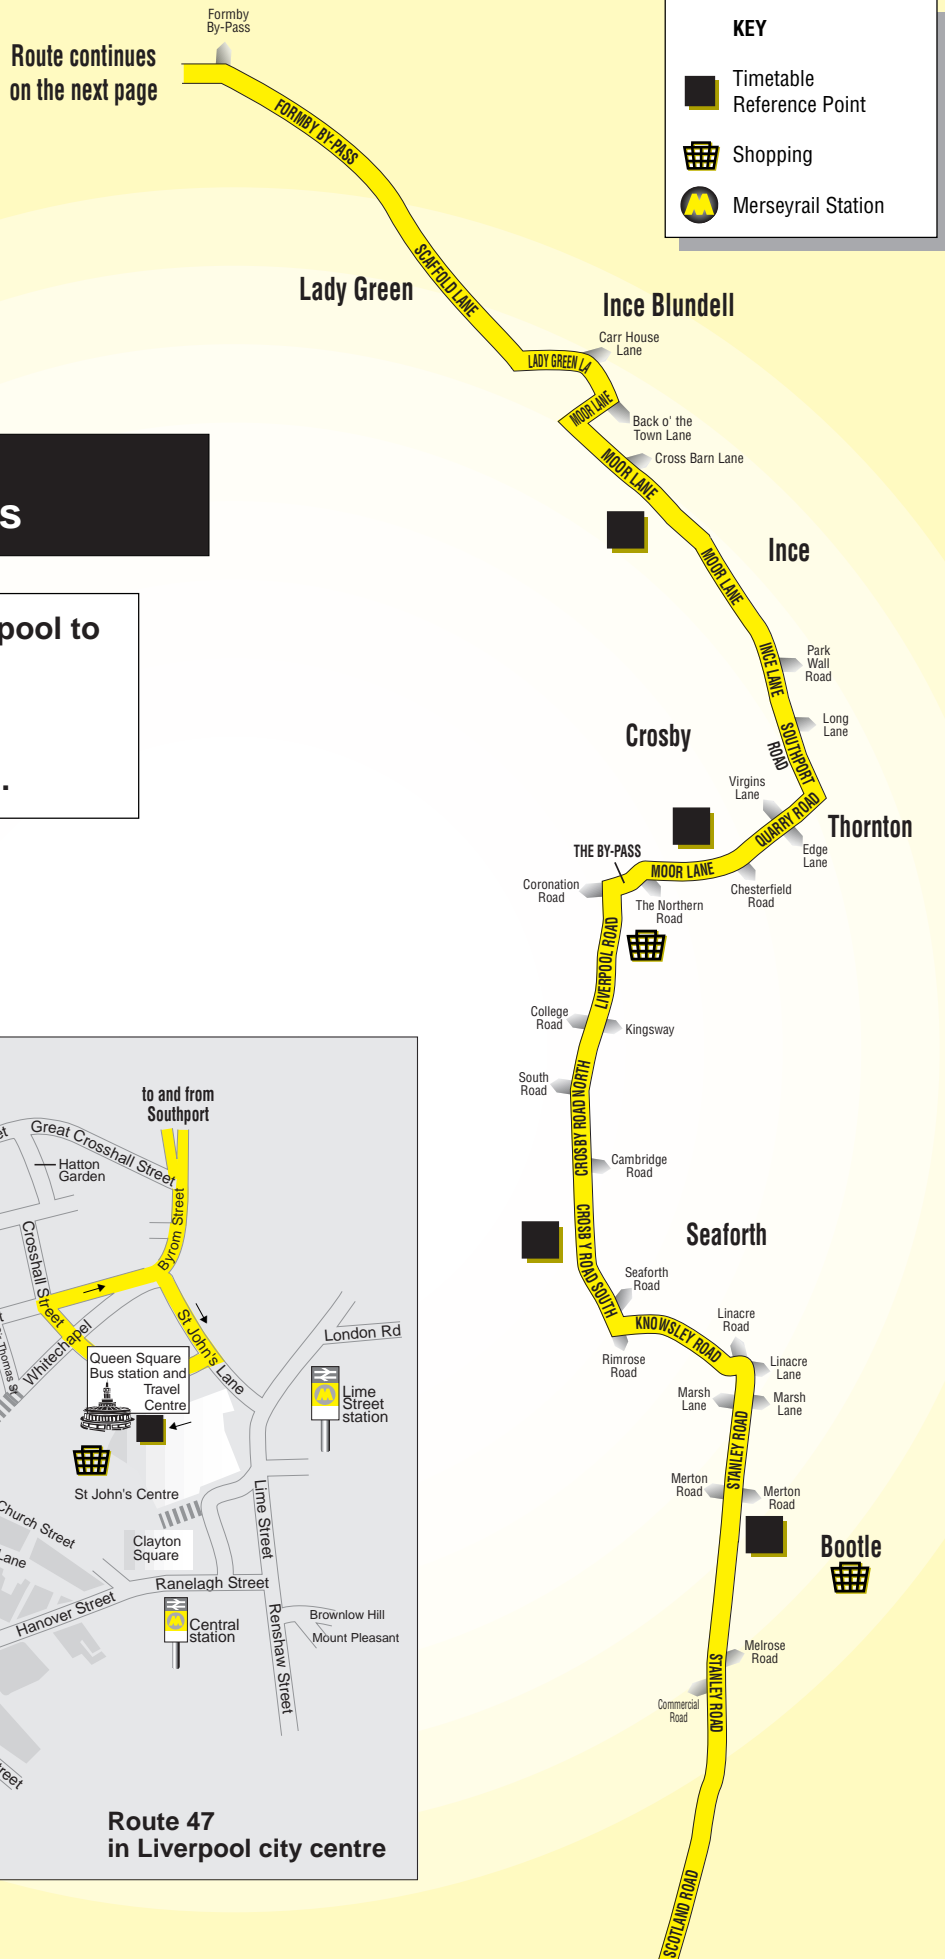 Formby
By-Pass
Route continues
on the next page
KEY
Timetable
Reference Point
Shopping
Merseyrail Station
FORMBY BY-PASS
SCAFFOLD LANE
Lady Green
Ince Blundell
Carr House
Lane
LADY GREEN LA
MOOR LANE
Back o' the
Town Lane
MOOR LANE
Cross Barn Lane
s
Ince
MOOR LANE
pool to
INCE LANE
Park
Wall
Road
Long
Lane
SOUTHPORT
ROAD
Crosby
.
Virgins
Lane
QUARRY ROAD
Thornton
Edge
Lane
THE BY-PASS
MOOR LANE
Chesterfield
Road
Coronation
Road
The Northern
Road
LIVERPOOL ROAD
College
Road
Kingsway
South
Road
CROSBY ROAD NORTH
Cambridge
Road
CROSBY ROAD SOUTH
Seaforth
Seaforth
Road
KNOWSLEY ROAD
Rimrose
Road
Linacre
Road
Linacre
Lane
Marsh
Lane
Marsh
Lane
STANLEY ROAD
Merton
Road
Merton
Road
Bootle
Melrose
Road
STANLEY ROAD
Commercial
Road
SCOTLAND ROAD
to and from
Southport
et
Great Crosshall Street
Hatton
Garden
Crosshall Street
Byrom Street
t
Sir Thomas St
Whitechapel
St John's Lane
Queen Square
Bus station and
Travel
Centre
London Rd
M
Lime
Street
station
St John's Centre
Church Street
Lane
Clayton
Square
Lime Street
Ranelagh Street
Hanover Street
M
Central
station
Renshaw Street
Brownlow Hill
Mount Pleasant
reet
Route 47
in Liverpool city centre